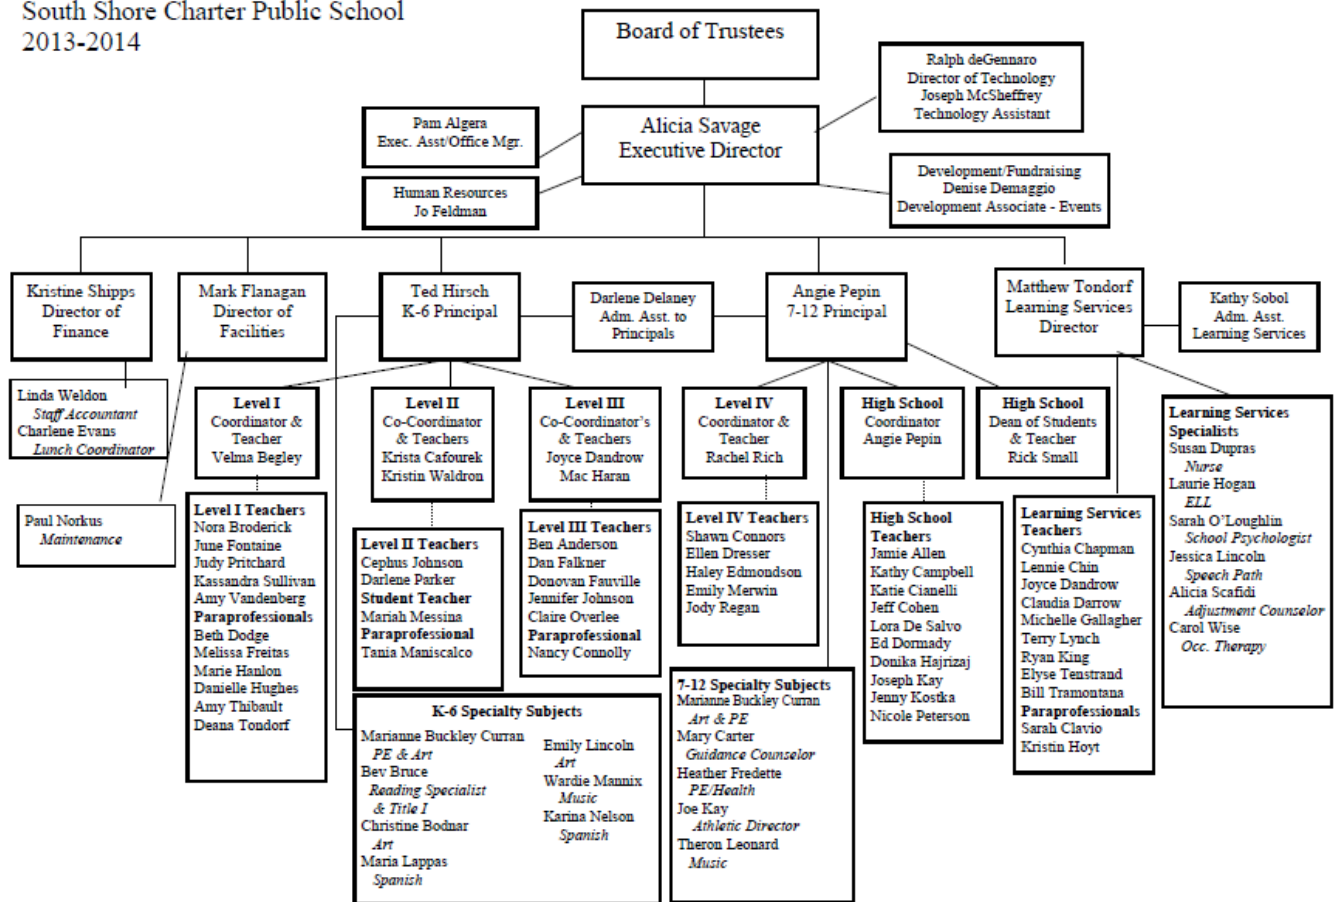 South Shore Charter Public School
2013-2014
Board of Trustees
Ralph deGennaro
Director of Technology
Joseph McSheffrey
Technology Assistant
Pam Algera
Exec. Asst/Office Mgr.
Alicia Savage
Executive Director
Human Resources
Jo Feldman
Development/Fundraising
Denise Demaggio
Development Associate - Events
Kristine Shipps
Director of
Finance
Mark Flanagan
Director of
Facilities
Ted Hirsch
K-6 Principal
Darlene Delaney
Adm. Asst. to
Principals
Angie Pepin
7-12 Principal
Matthew Tondorf
Learning Services
Director
Kathy Sobol
Adm. Asst.
Learning Services
Linda Weldon
Staff Accountant
Charlene Evans
Lunch Coordinator
Paul Norkus
Maintenance
Level I
Coordinator &
Teacher
Velma Begley
Level II
Co-Coordinator
& Teachers
Krista Cafourek
Kristin Waldron
Level III
Co-Coordinator's
& Teachers
Joyce Dandrow
Mac Haran
Level IV
Coordinator &
Teacher
Rachel Rich
High School
Coordinator
Angie Pepin
High School
Dean of Students
& Teacher
Rick Small
Learning Services
Specialists
Susan Dupras
Nurse
Laurie Hogan
ELL
Sarah O'Loughlin
School Psychologist
Jessica Lincoln
Speech Path
Alicia Scafidi
Adjustment Counselor
Carol Wise
Occ. Therapy
Level I Teachers
Nora Broderick
June Fontaine
Judy Pritchard
Kassandra Sullivan
Amy Vandenberg
Paraprofessionals
Beth Dodge
Melissa Freitas
Marie Hanlon
Danielle Hughes
Amy Thibault
Deana Tondorf
Level II Teachers
Cephus Johnson
Darlene Parker
Student Teacher
Mariah Messina
Paraprofessional
Tania Maniscalco
Level III Teachers
Ben Anderson
Dan Falkner
Donovan Fauville
Jennifer Johnson
Claire Overlee
Paraprofessional
Nancy Connolly
Level IV Teachers
Shawn Connors
Ellen Dresser
Haley Edmondson
Emily Merwin
Jody Regan
High School
Teachers
Jamie Allen
Kathy Campbell
Katie Cianelli
Jeff Cohen
Lora De Salvo
Ed Dormady
Donika Hajrizaj
Joseph Kay
Jenny Kostka
Nicole Peterson
Learning Services
Teachers
Cynthia Chapman
Lennie Chin
Joyce Dandrow
Claudia Darrow
Michelle Gallagher
Terry Lynch
Ryan King
Elyse Tenstrand
Bill Tramontana
Paraprofessionals
Sarah Clavio
Kristin Hoyt
K-6 Specialty Subjects
Marianne Buckley Curran
PE & Art
Bev Bruce
Reading Specialist
& Title I
Christine Bodnar
Art
Maria Lappas
Spanish
Emily Lincoln
Art
Wardie Mannix
Music
Karina Nelson
Spanish
7-12 Specialty Subjects
Marianne Buckley Curran
Art & PE
Mary Carter
Guidance Counselor
Heather Fredette
PE/Health
Joe Kay
Athletic Director
Theron Leonard
Music